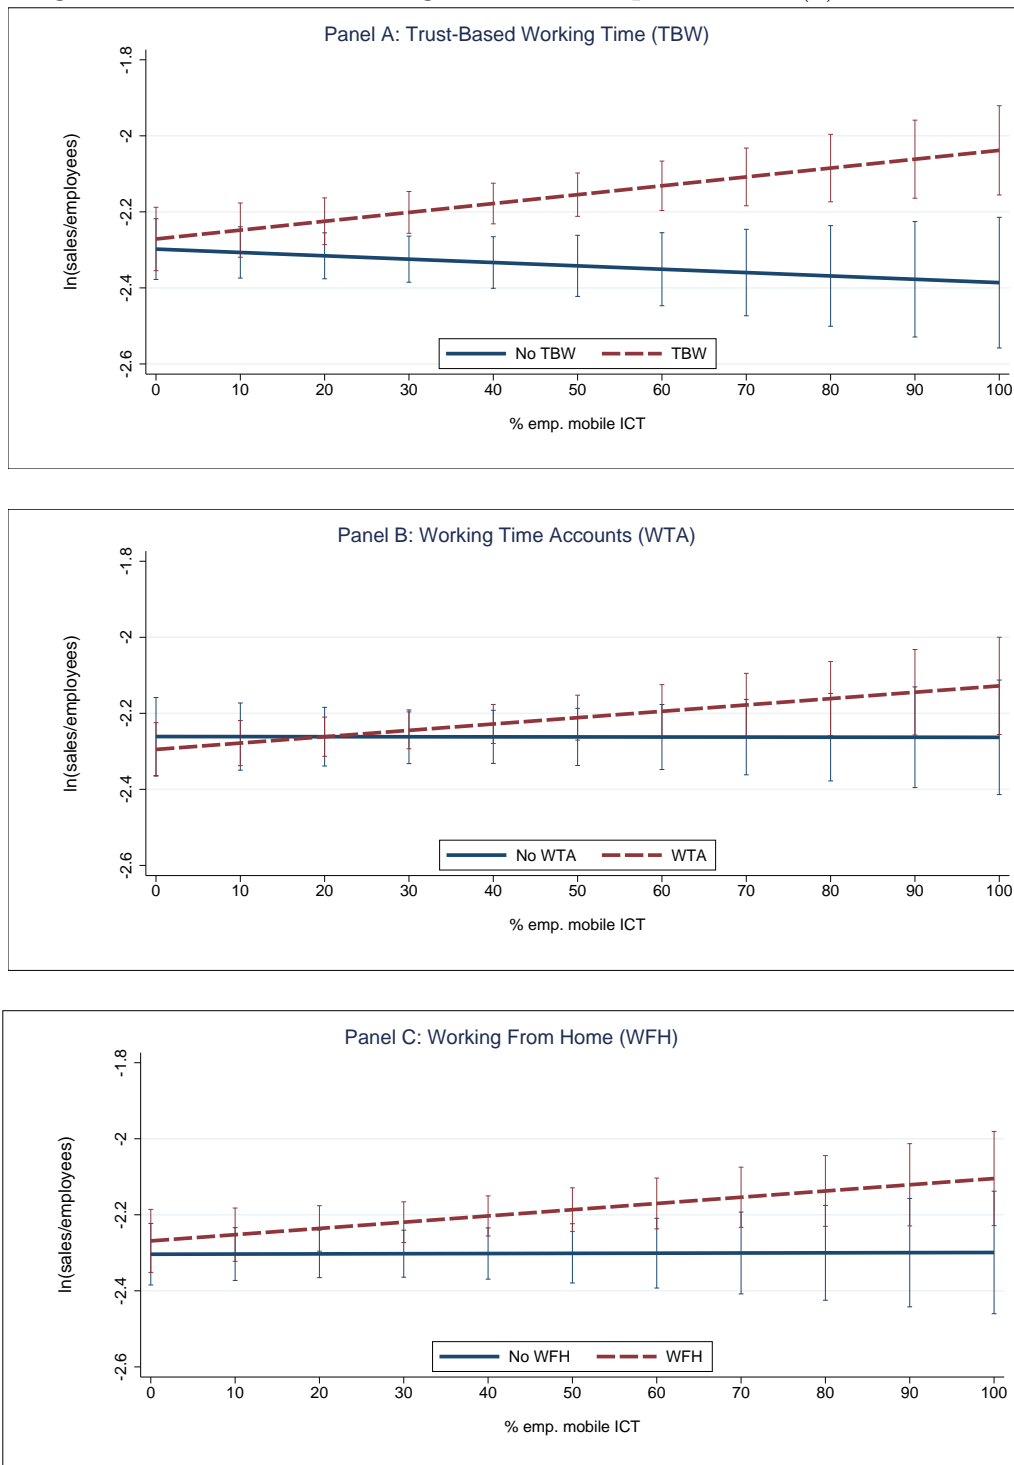 Panel A: Trust-Based Working Time (TBW)
-1.8
-2
-2.2
-2.4
-2.6
ln(sales/employees)
No TBW TBW
0 10 20 30 40 50 60 70 80 90 100
% emp. mobile ICT
Panel B: Working Time Accounts (WTA)
-1.8
-2
-2.2
-2.4
-2.6
ln(sales/employees)
No WTA WTA
0 10 20 30 40 50 60 70 80 90 100
% emp. mobile ICT
Panel C: Working From Home (WFH)
-1.8
-2
-2.2
-2.4
-2.6
ln(sales/employees)
No WFH WFH
0 10 20 30 40 50 60 70 80 90 100
% emp. mobile ICT